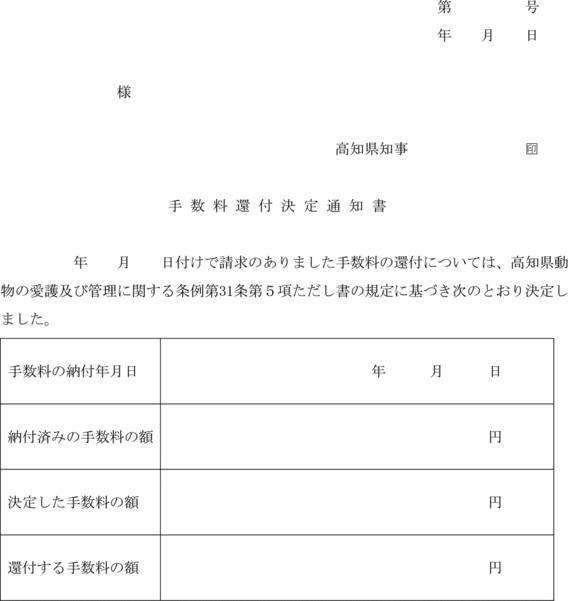 第　　　　　号
年　　月　　日
様
高知県知事　　　　　　　　印
手 数 料 還 付 決 定 通 知 書
年　　月　　日付けで請求のありました手数料の還付については、高知県動
物の愛護及び管理に関する条例第31条第５項ただし書の規定に基づき次のとおり決定し
ました。
手数料の納付年月日　　　　　年　　　月　　　日
納付済みの手数料の額　　　　　円
決定した手数料の額　　　　　円
還付する手数料の額　　　　　円